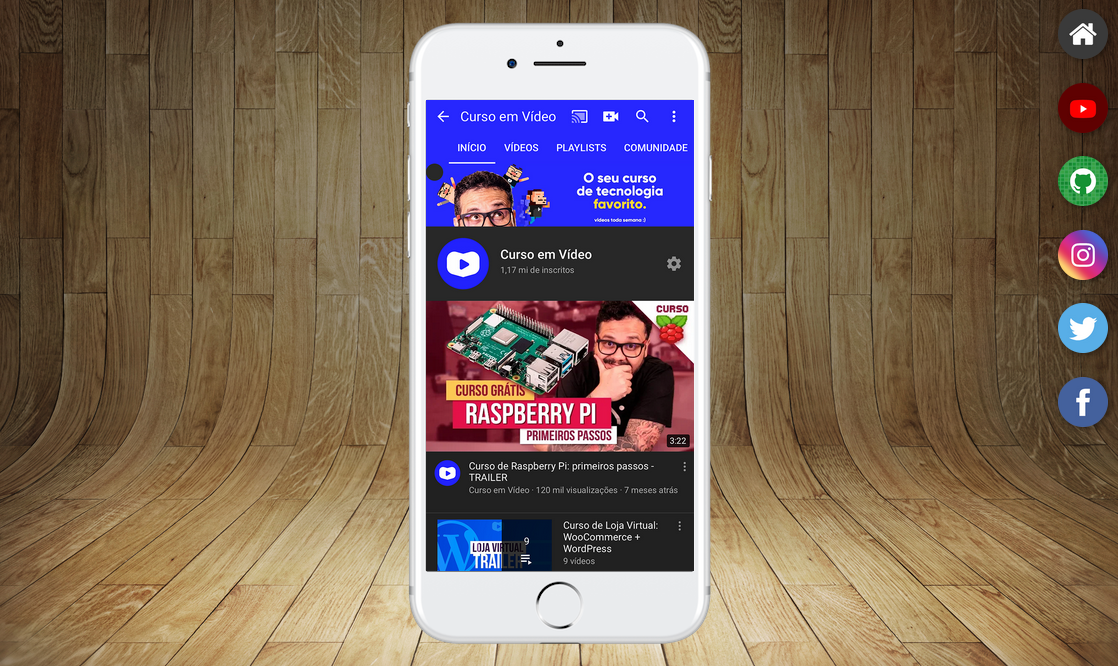 Curso em Vídeo
INÍCIO VÍDEOS PLAYLISTS COMUNIDADE
O seu curso
de tecnologia
favorito.
vídeos toda semana :)
Curso em Vídeo
1,17 mi de inscritos
CURSO
CURSO GRÁTIS
RASPBERRY PI
PRIMEIROS PASSOS
3:22
Curso de Raspberry Pi: primeiros passos -
TRAILER
Curso em Vídeo · 120 mil visualizações · 7 meses atrás
LOJA VIRTUAL
TRAILER
9
Curso de Loja Virtual:
WooCommerce +
WordPress
9 vídeos